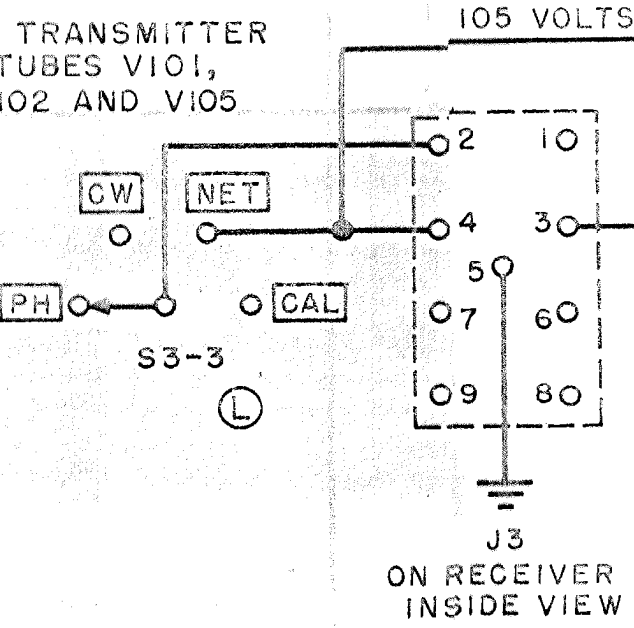 105 VOLTS
TRANSMITTER
TUBES V101,
102 AND V105
2 1
CW NET
4 3
5
PH CAL
7 6
S3-3
L
9 8
J3
ON RECEIVER
INSIDE VIEW